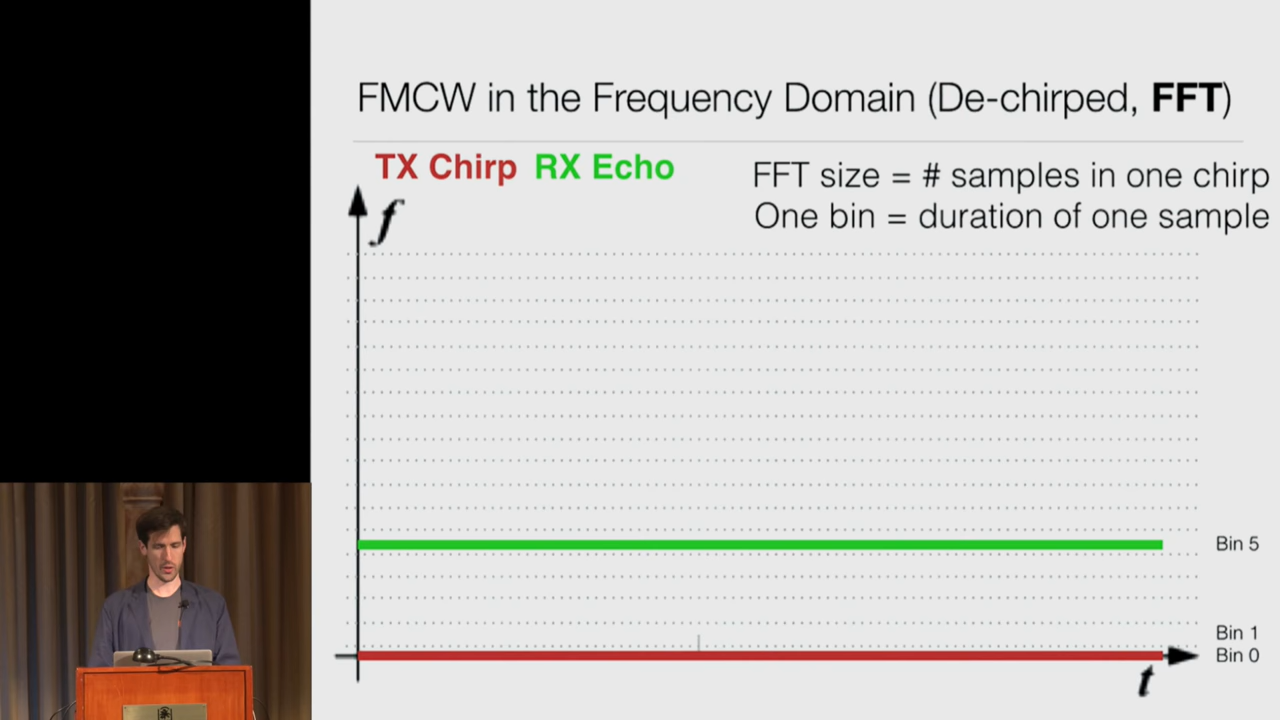 FMCW in the Frequency Domain (De-chirped, FFT)
TX Chirp RX Echo
FFT size = # samples in one chirp
One bin = duration of one sample
f
Bin 5
Bin 1
Bin 0
t